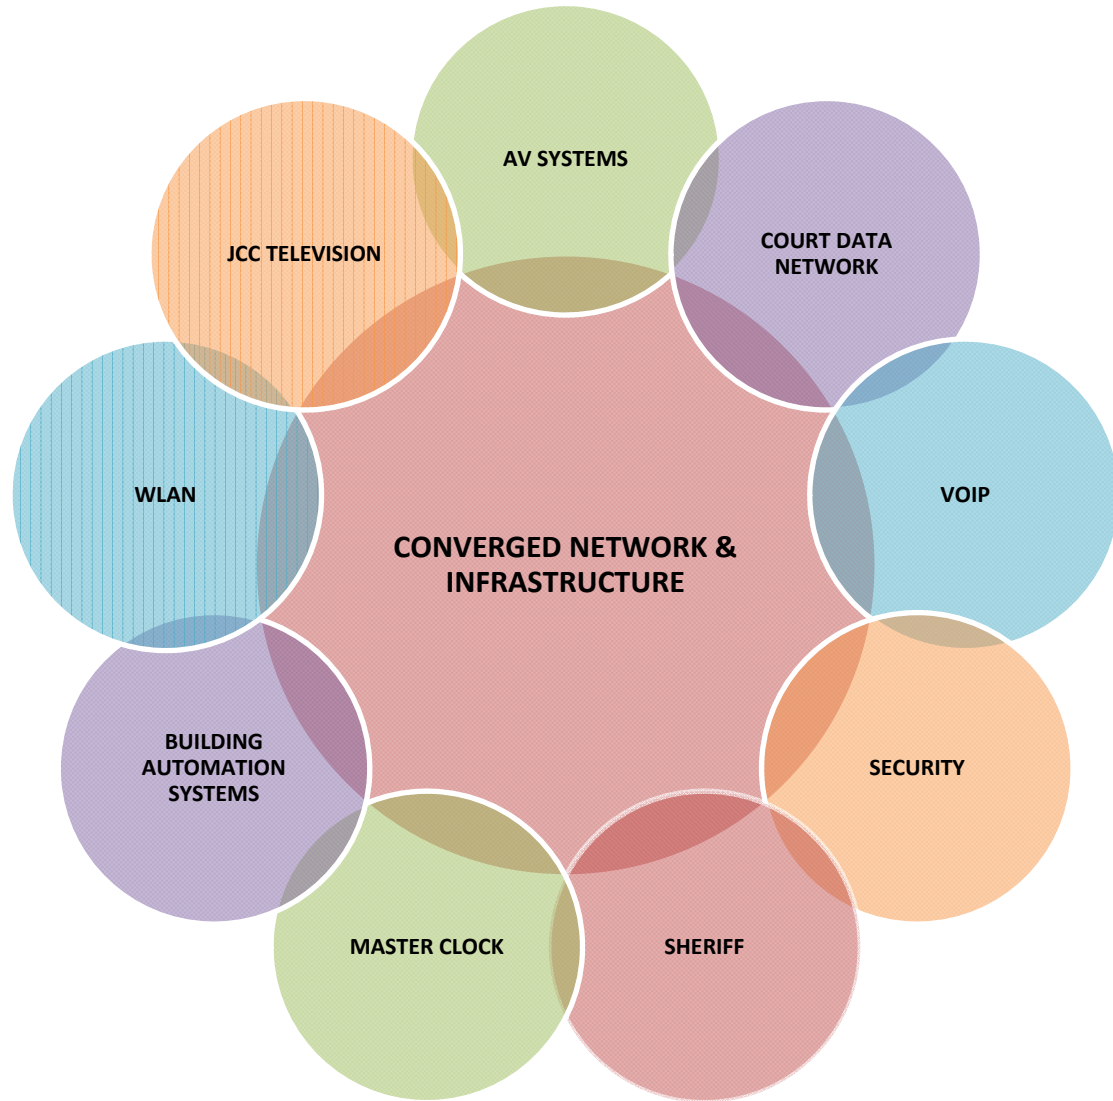 AV SYSTEMS
COURT DATA
NETWORK
JCC TELEVISION
WLAN
VOIP
CONVERGED NETWORK &
INFRASTRUCTURE
BUILDING
AUTOMATION
SYSTEMS
SECURITY
MASTER CLOCK
SHERIFF